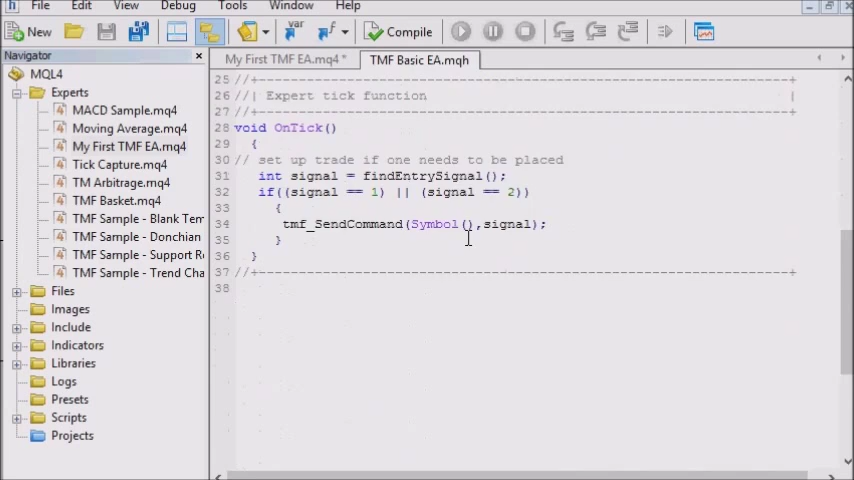 File Edit View Debug Tools Window Help
New Compile
Navigator
My First TMF EA.mq4 * TMF Basic EA.mqh
MQL4
Experts
MACD Sample.mq4
Moving Average.mq4
My First TMF EA.mq4
Tick Capture.mq4
TM Arbitrage.mq4
TMF Basket.mq4
TMF Sample - Blank Tem
TMF Sample - Donchian
TMF Sample - Support R
TMF Sample - Trend Cha
Files
Images
Include
Indicators
Libraries
Logs
Presets
Scripts
Projects
25 //+------------------------------------------------------------------+
26 //| Expert tick function |
27 //+------------------------------------------------------------------+
28 void OnTick()
29 {
30 // set up trade if one needs to be placed
31 int signal = findEntrySignal();
32 if((signal == 1) || (signal == 2))
33 {
34 tmf_SendCommand(Symbol(),signal);
35 }
36 }
37 //+------------------------------------------------------------------+
38